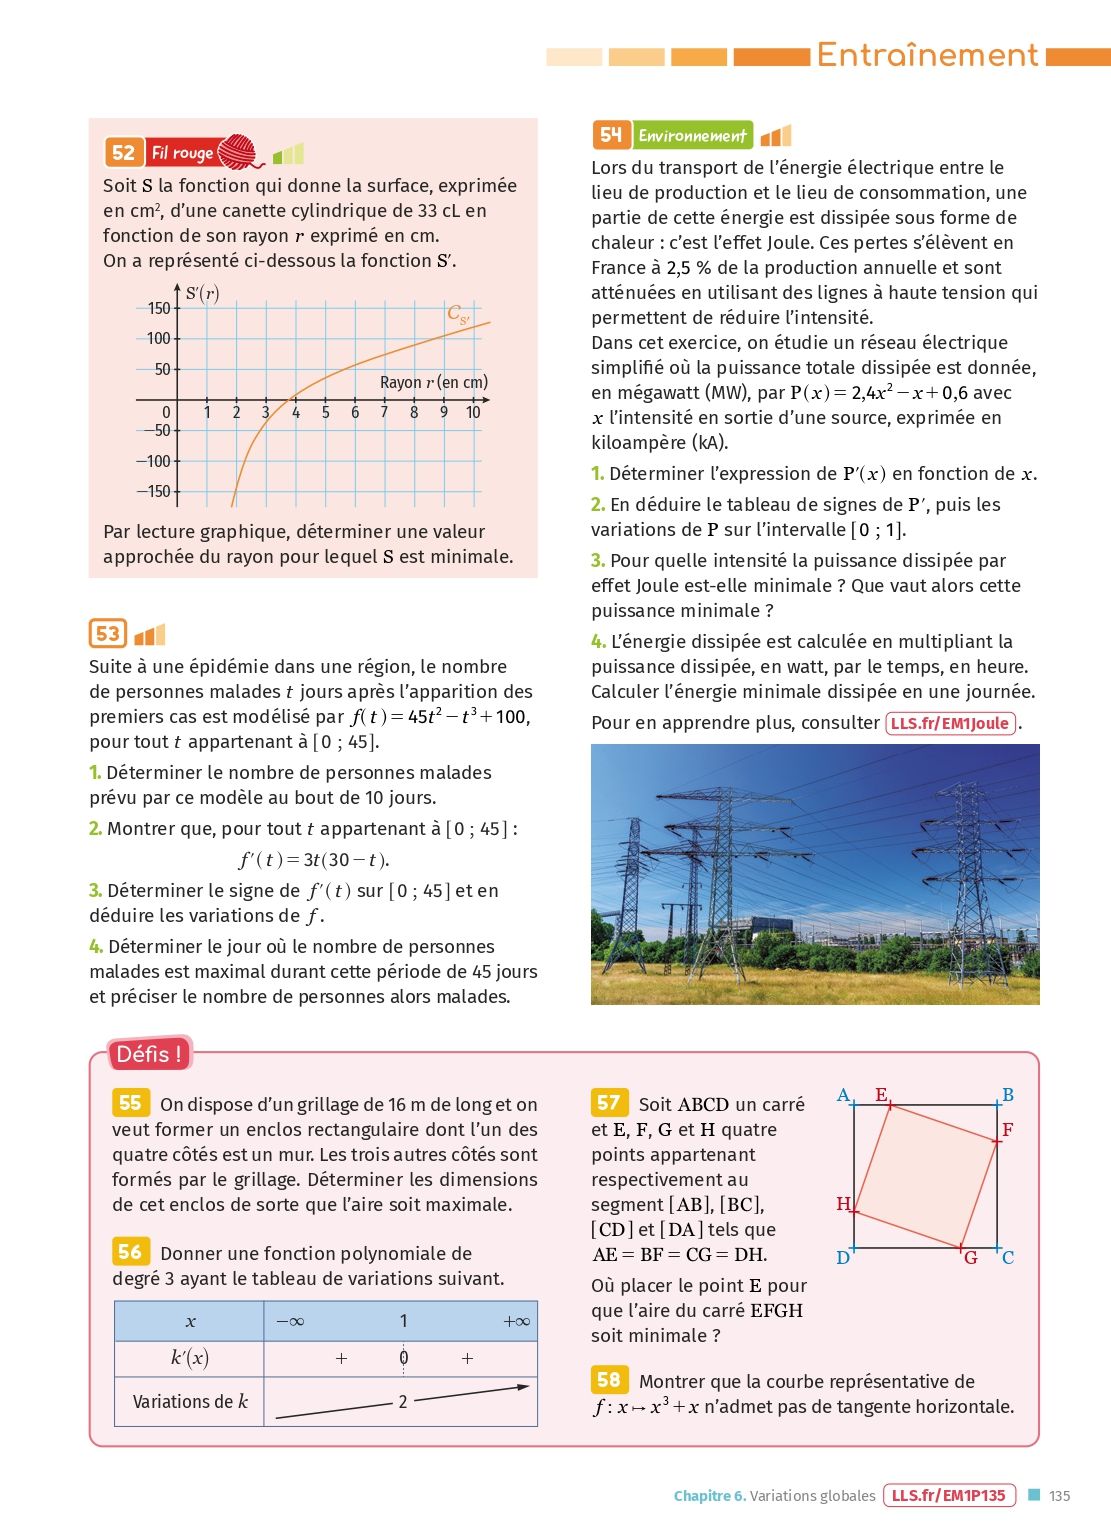 Entraînement
52 Fil rouge
Soit S la fonction qui donne la surface, exprimée
en cm², d’une canette cylindrique de 33 cL en
fonction de son rayon r exprimé en cm.
On a représenté ci-dessous la fonction S′.
S′(r)
150
100
50
0
−50
−100
−150
1 2 3 4 5 6 7 8 9 10
Rayon r (en cm)
C_S′
Par lecture graphique, déterminer une valeur
approchée du rayon pour lequel S est minimale.
53
Suite à une épidémie dans une région, le nombre
de personnes malades t jours après l’apparition des
premiers cas est modélisé par f(t) = 45t² − t³ + 100,
pour tout t appartenant à [0 ; 45].
1. Déterminer le nombre de personnes malades
prévu par ce modèle au bout de 10 jours.
2. Montrer que, pour tout t appartenant à [0 ; 45] :
f′(t) = 3t(30 − t).
3. Déterminer le signe de f′(t) sur [0 ; 45] et en
déduire les variations de f.
4. Déterminer le jour où le nombre de personnes
malades est maximal durant cette période de 45 jours
et préciser le nombre de personnes alors malades.
54 Environnement
Lors du transport de l’énergie électrique entre le
lieu de production et le lieu de consommation, une
partie de cette énergie est dissipée sous forme de
chaleur : c’est l’effet Joule. Ces pertes s’élèvent en
France à 2,5 % de la production annuelle et sont
atténuées en utilisant des lignes à haute tension qui
permettent de réduire l’intensité.
Dans cet exercice, on étudie un réseau électrique
simplifié où la puissance totale dissipée est donnée,
en mégawatt (MW), par P(x) = 2,4x² − x + 0,6 avec
x l’intensité en sortie d’une source, exprimée en
kiloampère (kA).
1. Déterminer l’expression de P′(x) en fonction de x.
2. En déduire le tableau de signes de P′, puis les
variations de P sur l’intervalle [0 ; 1].
3. Pour quelle intensité la puissance dissipée par
effet Joule est-elle minimale ? Que vaut alors cette
puissance minimale ?
4. L’énergie dissipée est calculée en multipliant la
puissance dissipée, en watt, par le temps, en heure.
Calculer l’énergie minimale dissipée en une journée.
Pour en apprendre plus, consulter LLS.fr/EM1Joule.
Défis !
55 On dispose d’un grillage de 16 m de long et on
veut former un enclos rectangulaire dont l’un des
quatre côtés est un mur. Les trois autres côtés sont
formés par le grillage. Déterminer les dimensions
de cet enclos de sorte que l’aire soit maximale.
56 Donner une fonction polynomiale de
degré 3 ayant le tableau de variations suivant.
x −∞ 1 +∞
k′(x) + 0 +
Variations de k 2
57 Soit ABCD un carré
et E, F, G et H quatre
points appartenant
respectivement au
segment [AB], [BC],
[CD] et [DA] tels que
AE = BF = CG = DH.
Où placer le point E pour
que l’aire du carré EFGH
soit minimale ?
A E B
F
H
D G C
58 Montrer que la courbe représentative de
f : x ↦ x³ + x n’admet pas de tangente horizontale.
Chapitre 6. Variations globales LLS.fr/EM1P135 135